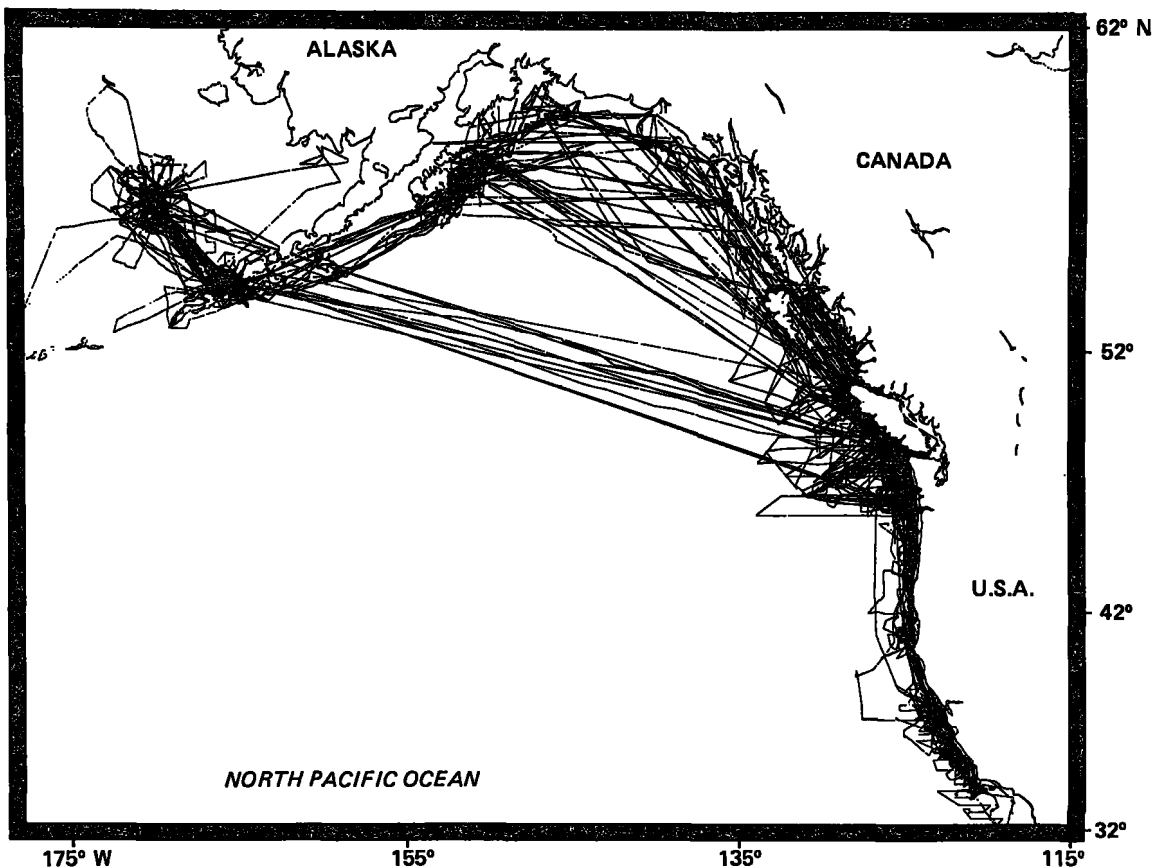 62° N
ALASKA
CANADA
52°
U.S.A.
42°
NORTH PACIFIC OCEAN
32°
175° W
155°
135°
115°